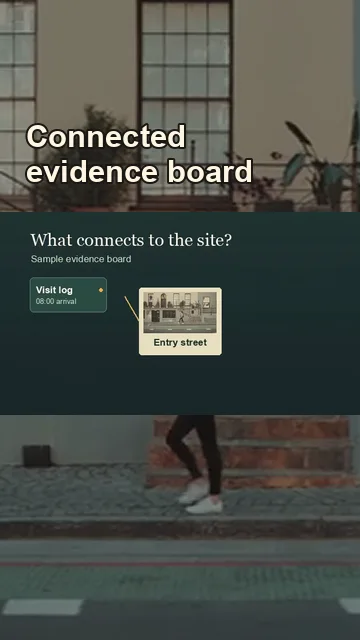 Connected
evidence board
What connects to the site?
Sample evidence board
Visit log
08:00 arrival
Entry street